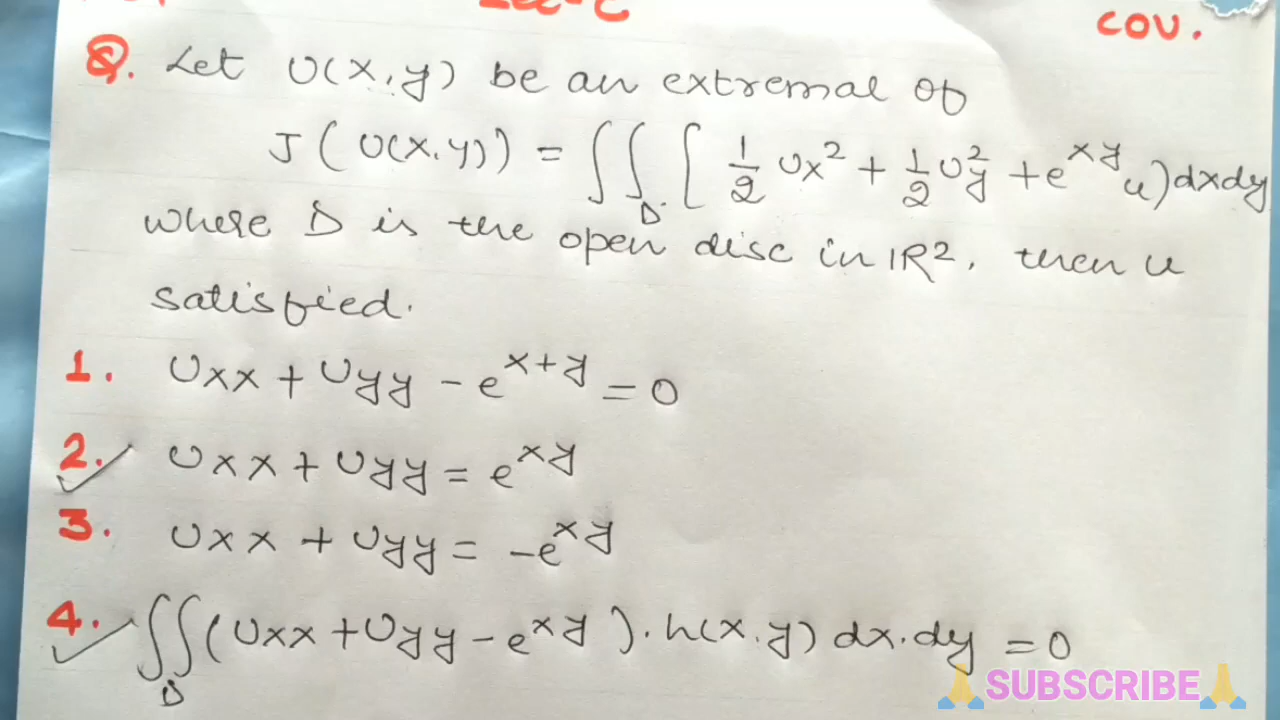 COV.
Q. Let U(x,y) be an extremal of
J(U(x,y)) = ∬_D [ 1/2 Ux² + 1/2 Uy² + e^xy u) dxdy
where D is the open disc in IR², then u
satisfied.
1. Uxx + Uyy - e^x+y = 0
2. Uxx + Uyy = e^xy
3. Uxx + Uyy = -e^xy
4. ∬_D (Uxx + Uyy - e^xy). h(x.y) dx.dy = 0
🙏SUBSCRIBE🙏